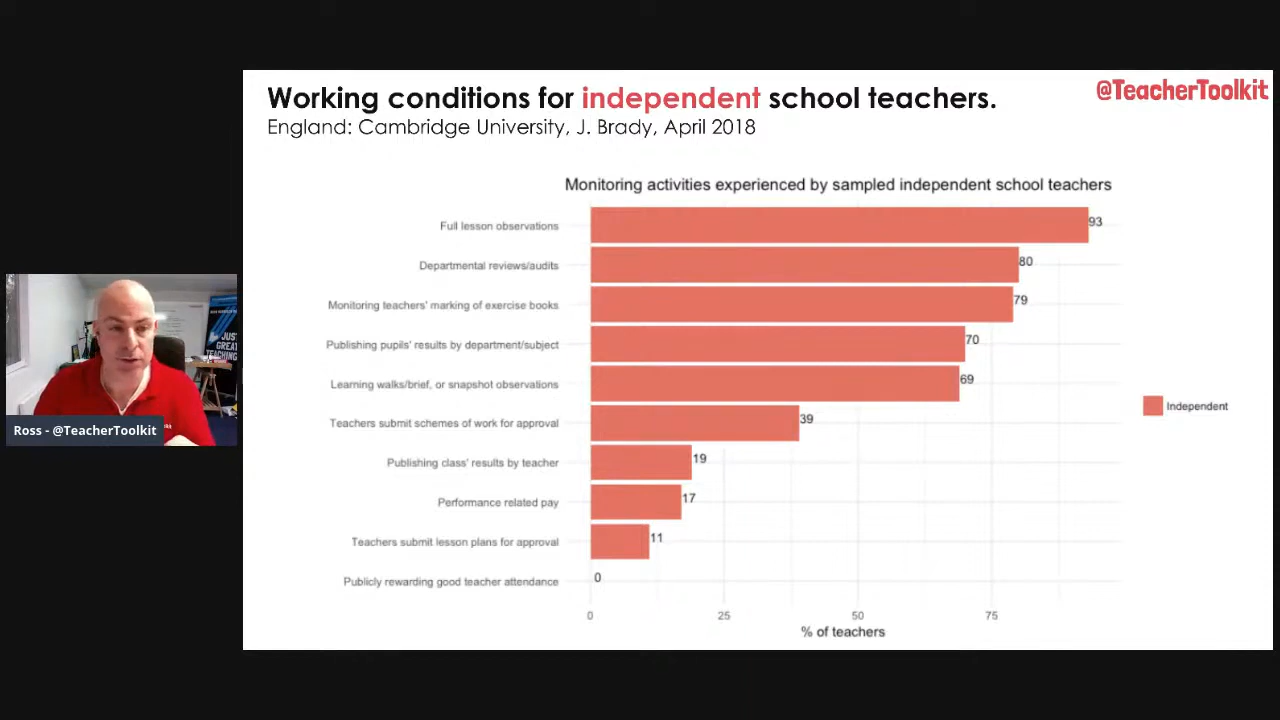 Working conditions for independent school teachers.
@TeacherToolkit
England: Cambridge University, J. Brady, April 2018
Monitoring activities experienced by sampled independent school teachers
Full lesson observations 93
Departmental reviews/audits 80
Monitoring teachers' marking of exercise books 79
Publishing pupils' results by department/subject 70
Learning walks/brief, or snapshot observations 69
Teachers submit schemes of work for approval 39
Publishing class' results by teacher 19
Performance related pay 17
Teachers submit lesson plans for approval 11
Publicly rewarding good teacher attendance 0
0 25 50 75
% of teachers
Independent
JUST
GREAT
TEACHING
Ross - @TeacherToolkit